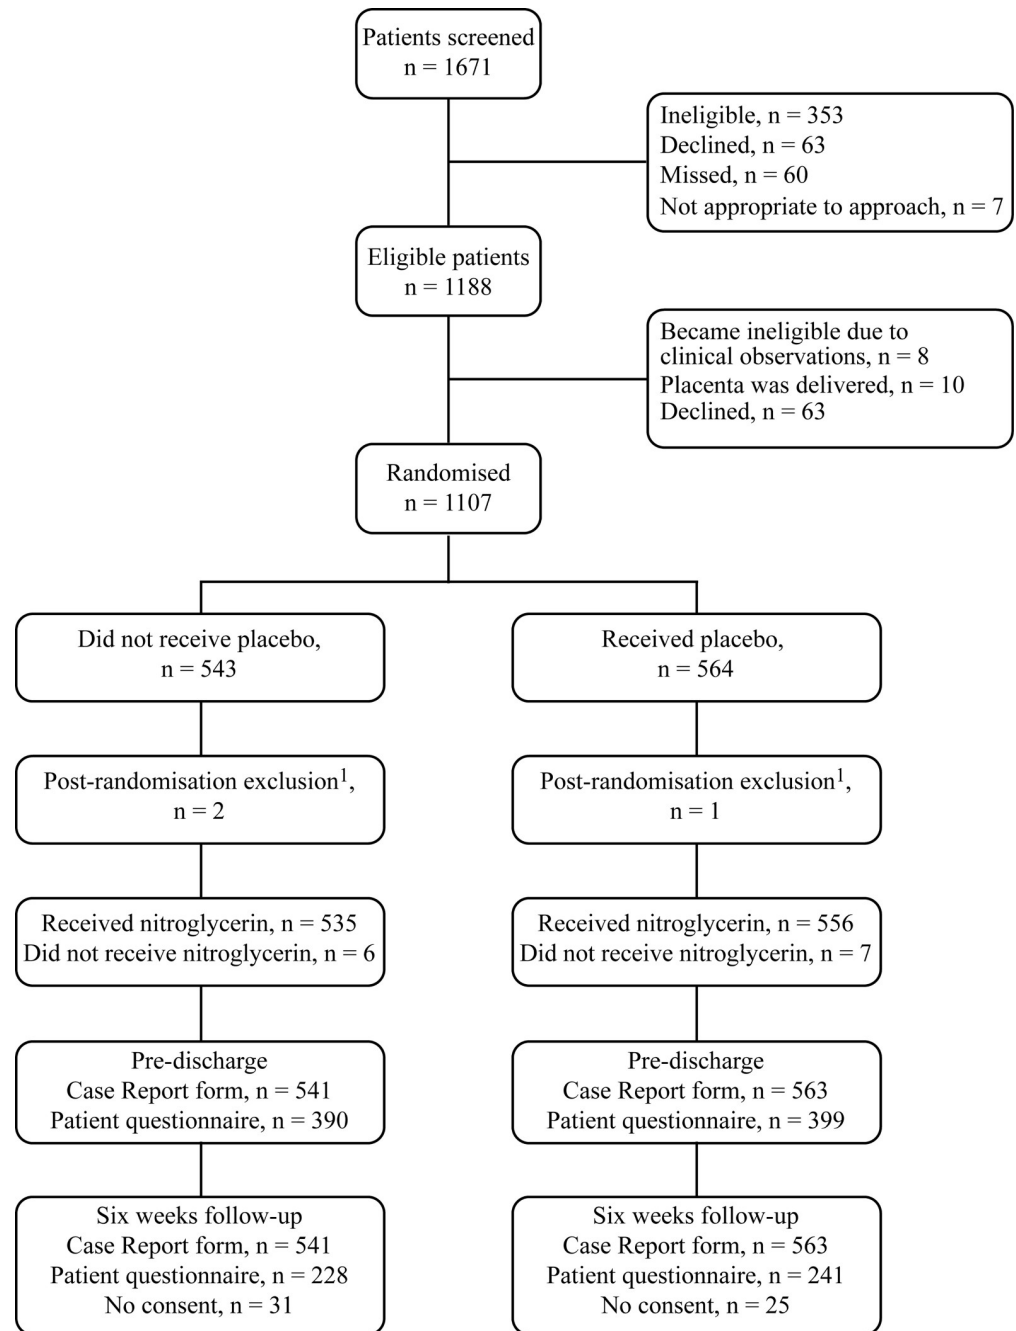 Patients screened
n = 1671
Ineligible, n = 353
Declined, n = 63
Missed, n = 60
Not appropriate to approach, n = 7
Eligible patients
n = 1188
Became ineligible due to
clinical observations, n = 8
Placenta was delivered, n = 10
Declined, n = 63
Randomised
n = 1107
Did not receive placebo,
n = 543
Received placebo,
n = 564
Post-randomisation exclusion¹,
n = 2
Post-randomisation exclusion¹,
n = 1
Received nitroglycerin, n = 535
Did not receive nitroglycerin, n = 6
Received nitroglycerin, n = 556
Did not receive nitroglycerin, n = 7
Pre-discharge
Case Report form, n = 541
Patient questionnaire, n = 390
Pre-discharge
Case Report form, n = 563
Patient questionnaire, n = 399
Six weeks follow-up
Case Report form, n = 541
Patient questionnaire, n = 228
No consent, n = 31
Six weeks follow-up
Case Report form, n = 563
Patient questionnaire, n = 241
No consent, n = 25